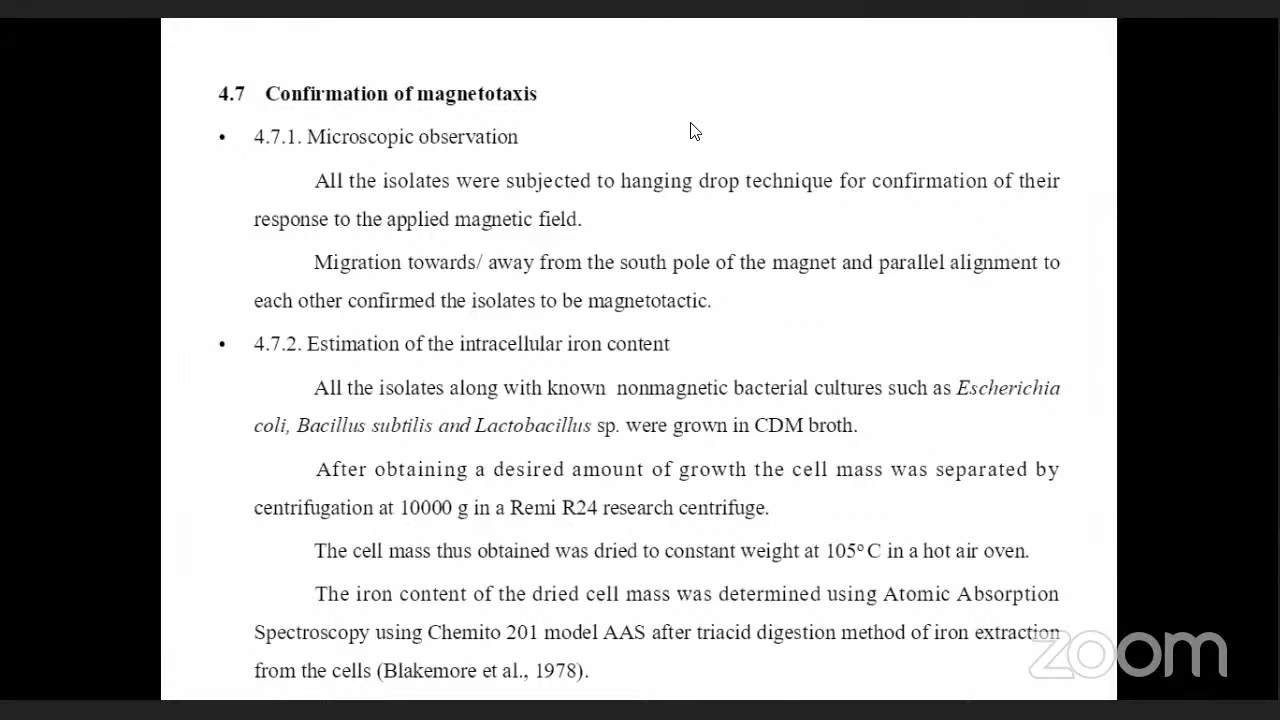 4.7 Confirmation of magnetotaxis
• 4.7.1. Microscopic observation
All the isolates were subjected to hanging drop technique for confirmation of their
response to the applied magnetic field.
Migration towards/ away from the south pole of the magnet and parallel alignment to
each other confirmed the isolates to be magnetotactic.
• 4.7.2. Estimation of the intracellular iron content
All the isolates along with known nonmagnetic bacterial cultures such as Escherichia
coli, Bacillus subtilis and Lactobacillus sp. were grown in CDM broth.
After obtaining a desired amount of growth the cell mass was separated by
centrifugation at 10000 g in a Remi R24 research centrifuge.
The cell mass thus obtained was dried to constant weight at 105° C in a hot air oven.
The iron content of the dried cell mass was determined using Atomic Absorption
Spectroscopy using Chemito 201 model AAS after triacid digestion method of iron extraction
from the cells (Blakemore et al., 1978).
zoom